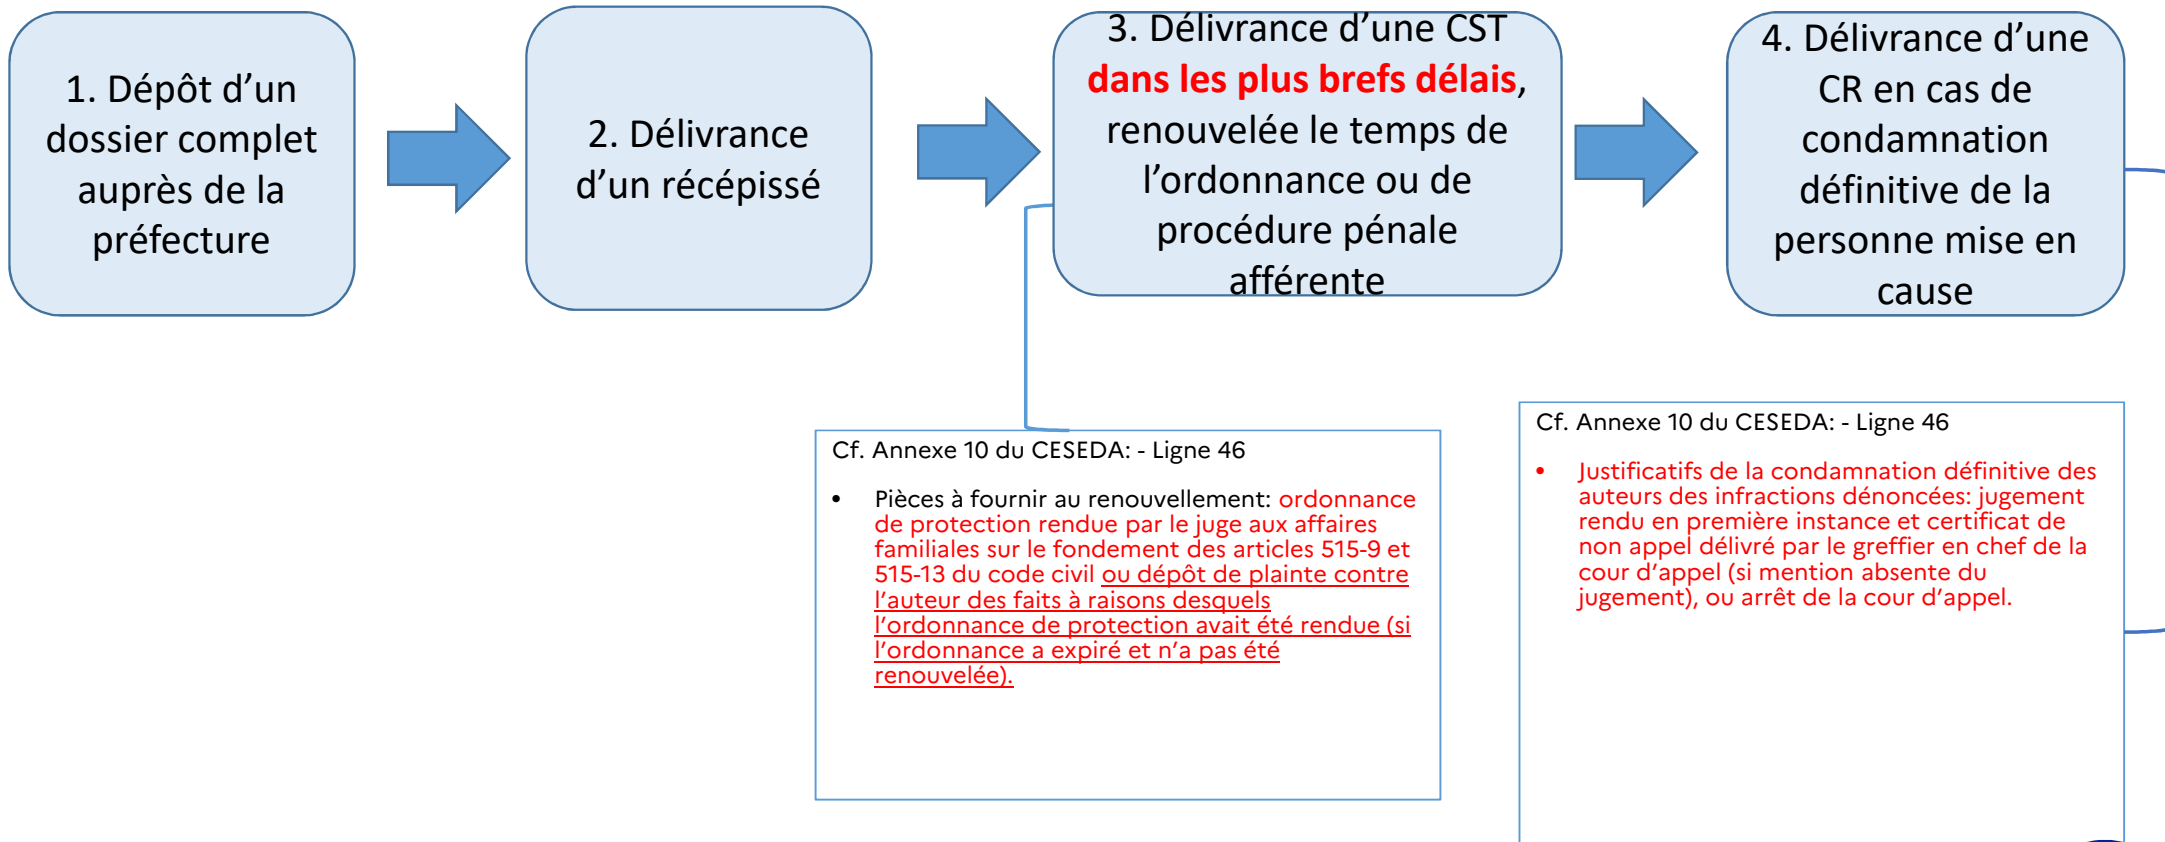 1. Dépôt d’un
dossier complet
auprès de la
préfecture
2. Délivrance
d’un récépissé
3. Délivrance d’une CST
dans les plus brefs délais,
renouvelée le temps de
l’ordonnance ou de
procédure pénale
afférente
4. Délivrance d’une
CR en cas de
condamnation
définitive de la
personne mise en
cause
Cf. Annexe 10 du CESEDA: - Ligne 46
• Pièces à fournir au renouvellement: ordonnance
de protection rendue par le juge aux affaires
familiales sur le fondement des articles 515-9 et
515-13 du code civil ou dépôt de plainte contre
l’auteur des faits à raisons desquels
l’ordonnance de protection avait été rendue (si
l’ordonnance a expiré et n’a pas été
renouvelée).
Cf. Annexe 10 du CESEDA: - Ligne 46
• Justificatifs de la condamnation définitive des
auteurs des infractions dénoncées: jugement
rendu en première instance et certificat de
non appel délivré par le greffier en chef de la
cour d’appel (si mention absente du
jugement), ou arrêt de la cour d’appel.